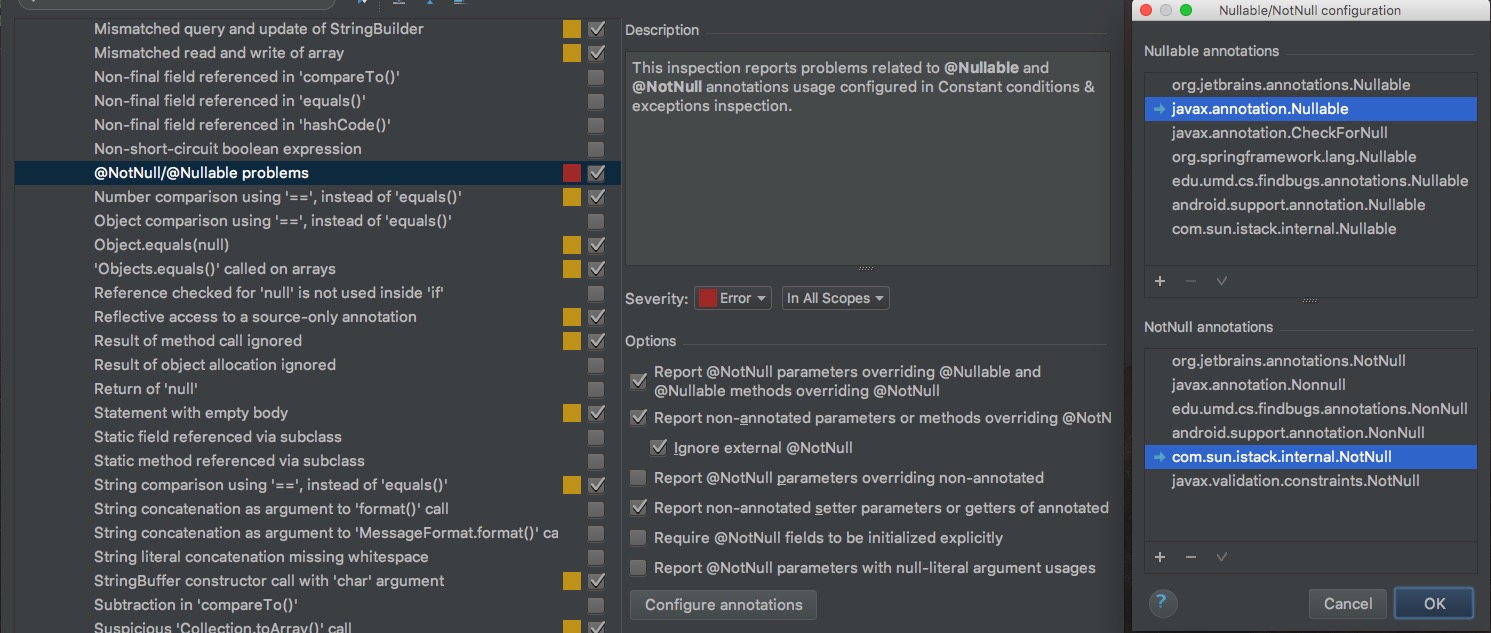 Mismatched query and update of StringBuilder
Mismatched read and write of array
Non-final field referenced in 'compareTo()'
Non-final field referenced in 'equals()'
Non-final field referenced in 'hashCode()'
Non-short-circuit boolean expression
@NotNull/@Nullable problems
Number comparison using '==', instead of 'equals()'
Object comparison using '==', instead of 'equals()'
Object.equals(null)
'Objects.equals()' called on arrays
Reference checked for 'null' is not used inside 'if'
Reflective access to a source-only annotation
Result of method call ignored
Result of object allocation ignored
Return of 'null'
Statement with empty body
Static field referenced via subclass
Static method referenced via subclass
String comparison using '==', instead of 'equals()'
String concatenation as argument to 'format()' call
String concatenation as argument to 'MessageFormat.format()' ca
String literal concatenation missing whitespace
StringBuffer constructor call with 'char' argument
Subtraction in 'compareTo()'
Suspicious 'Collection.toArray()' call
Description
This inspection reports problems related to @Nullable and
@NotNull annotations usage configured in Constant conditions &
exceptions inspection.
Severity: Error In All Scopes
Options
Report @NotNull parameters overriding @Nullable and
@Nullable methods overriding @NotNull
Report non-annotated parameters or methods overriding @NotN
Ignore external @NotNull
Report @NotNull parameters overriding non-annotated
Report non-annotated setter parameters or getters of annotated
Require @NotNull fields to be initialized explicitly
Report @NotNull parameters with null-literal argument usages
Configure annotations
Nullable/NotNull configuration
Nullable annotations
org.jetbrains.annotations.Nullable
javax.annotation.Nullable
javax.annotation.CheckForNull
org.springframework.lang.Nullable
edu.umd.cs.findbugs.annotations.Nullable
android.support.annotation.Nullable
com.sun.istack.internal.Nullable
NotNull annotations
org.jetbrains.annotations.NotNull
javax.annotation.Nonnull
edu.umd.cs.findbugs.annotations.NonNull
android.support.annotation.NonNull
com.sun.istack.internal.NotNull
javax.validation.constraints.NotNull
? Cancel OK